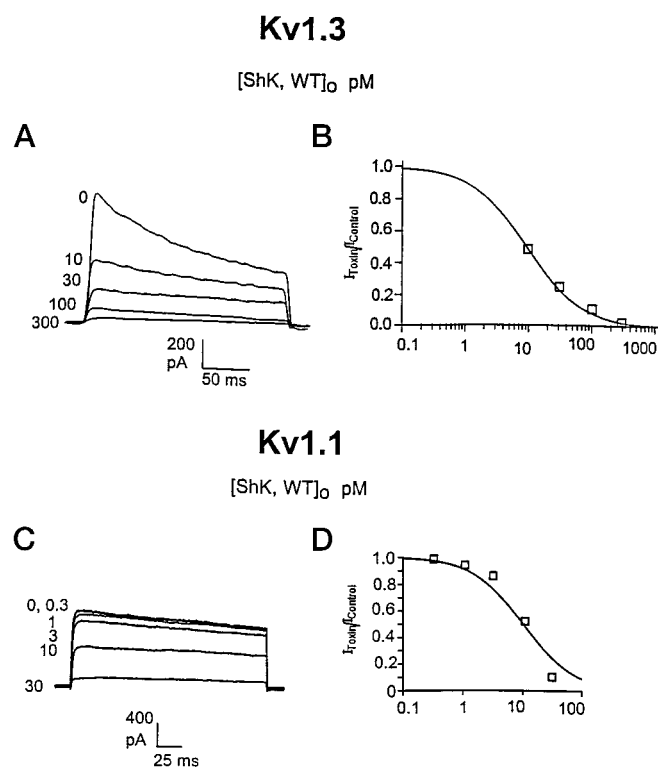 Kv1.3
[ShK, WT]o pM
A
B
0
10
30
100
300
200
pA
50 ms
IToxin/IControl
1.0
0.8
0.6
0.4
0.2
0.0
0.1
1
10
100
1000
Kv1.1
[ShK, WT]o pM
C
D
0, 0.3
1
3
10
30
400
pA
25 ms
IToxin/IControl
1.0
0.8
0.6
0.4
0.2
0
0.1
1
10
100